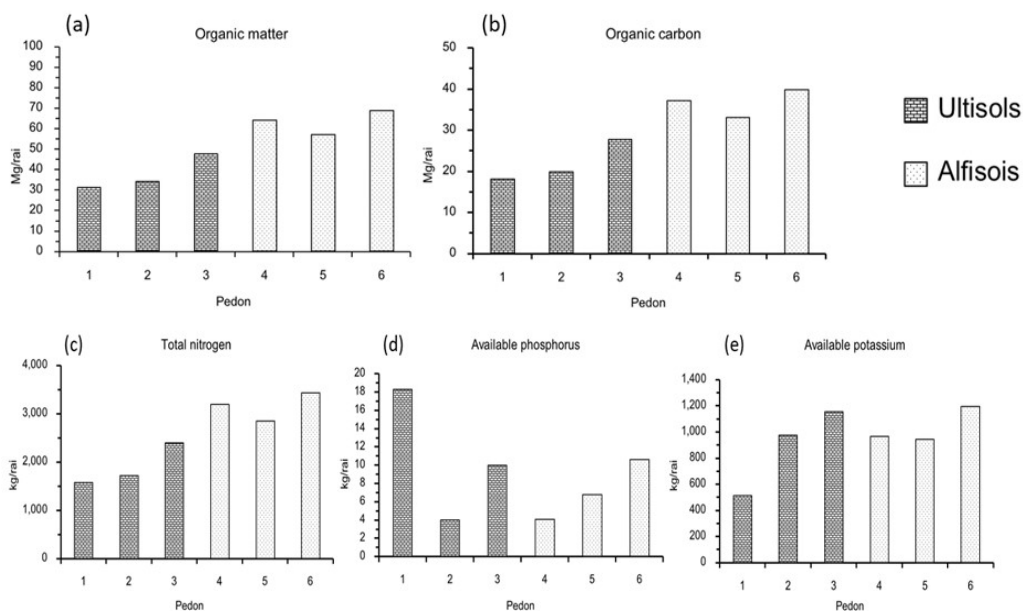 (a)
Organic matter
100
90
80
70
60
50
40
30
20
10
0
Mg/rai
1 2 3 4 5 6
Pedon
(b)
Organic carbon
50
40
30
20
10
0
Mg/rai
1 2 3 4 5 6
Pedon
Ultisols
Alfisois
(c)
Total nitrogen
4,000
3,000
2,000
1,000
0
kg/rai
1 2 3 4 5 6
Pedon
(d)
Available phosphorus
20
18
16
14
12
10
8
6
4
2
0
kg/rai
1 2 3 4 5 6
Pedon
(e)
Available potassium
1,400
1,200
1,000
800
600
400
200
0
kg/rai
1 2 3 4 5 6
Pedon